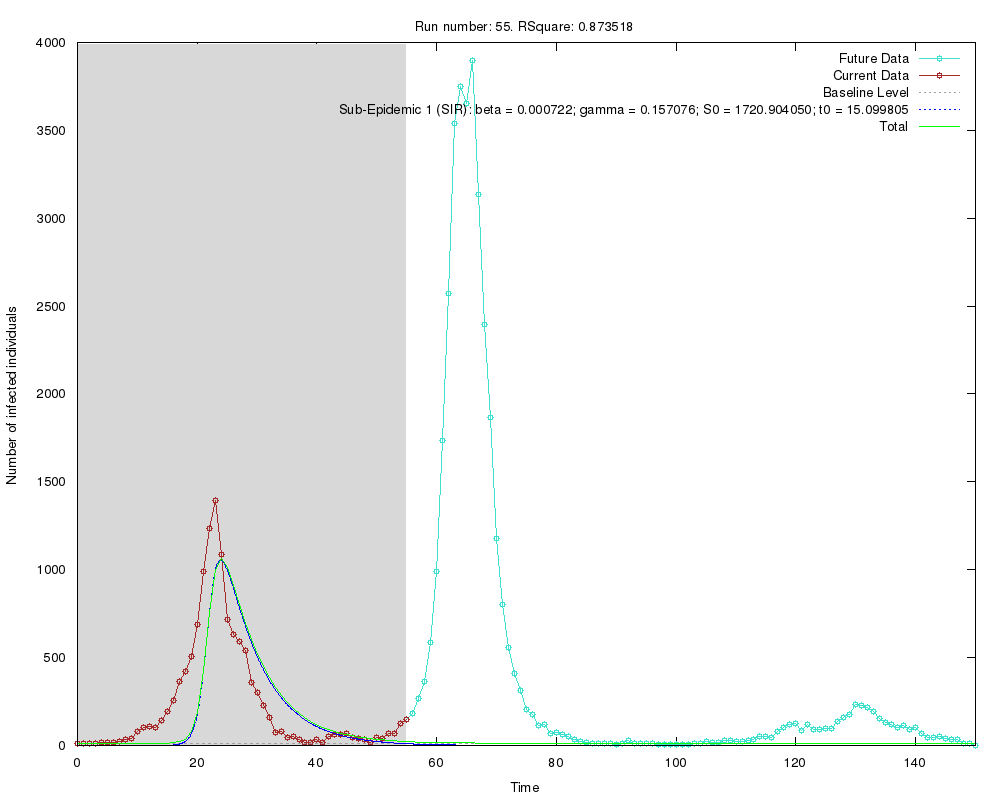 Run number: 55. RSquare: 0.873518
4000
3500
3000
2500
2000
1500
1000
500
0
Number of infected individuals
Future Data
Current Data
Baseline Level
Sub-Epidemic 1 (SIR): beta = 0.000722; gamma = 0.157076; S0 = 1720.904050; t0 = 15.099805
Total
0 20 40 60 80 100 120 140
Time